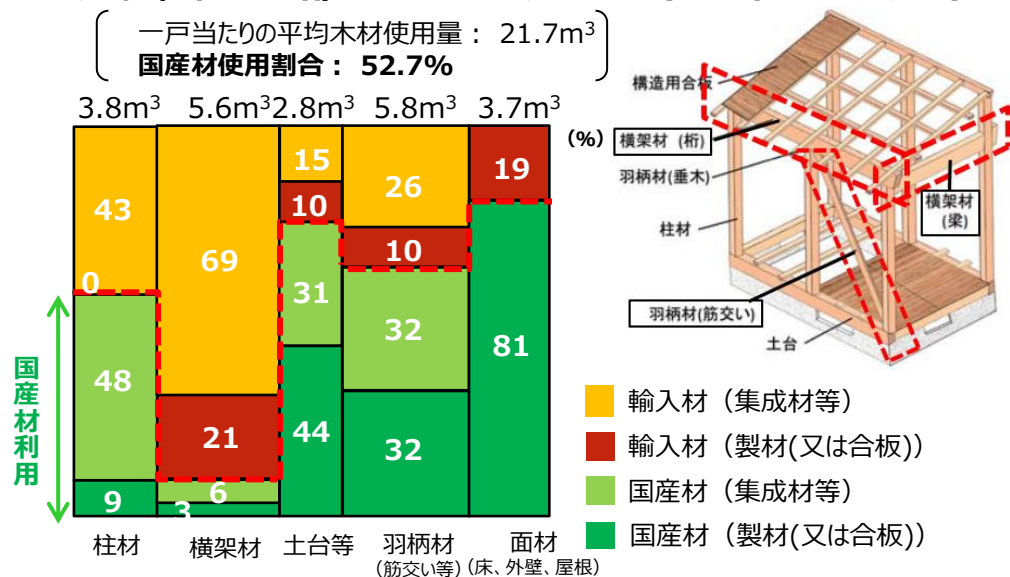 一戸当たりの平均木材使用量： 21.7m³
国産材使用割合： 52.7%
3.8m³ 5.6m³ 2.8m³ 5.8m³ 3.7m³
(%)
43
0
48
9
69
21
6
3
15
10
31
44
26
10
32
32
19
81
国産材利用
柱材
横架材
土台等
羽柄材
(筋交い等)
面材
(床、外壁、屋根)
構造用合板
横架材（桁）
羽柄材(垂木)
柱材
横架材
(梁)
羽柄材(筋交い)
土台
輸入材（集成材等）
輸入材（製材(又は合板)）
国産材（集成材等）
国産材（製材(又は合板)）